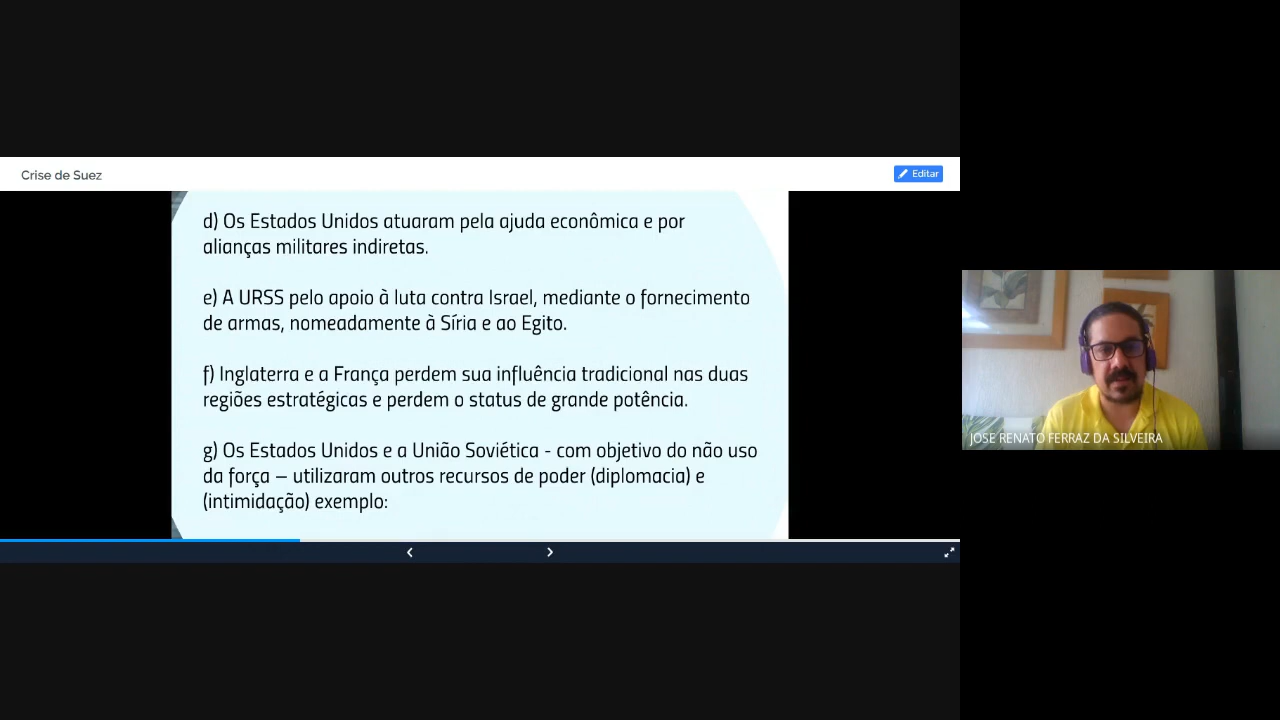 Crise de Suez
Editar
d) Os Estados Unidos atuaram pela ajuda econômica e por
alianças militares indiretas.
e) A URSS pelo apoio à luta contra Israel, mediante o fornecimento
de armas, nomeadamente à Síria e ao Egito.
f) Inglaterra e a França perdem sua influência tradicional nas duas
regiões estratégicas e perdem o status de grande potência.
g) Os Estados Unidos e a União Soviética - com objetivo do não uso
da força – utilizaram outros recursos de poder (diplomacia) e
(intimidação) exemplo:
JOSE RENATO FERRAZ DA SILVEIRA